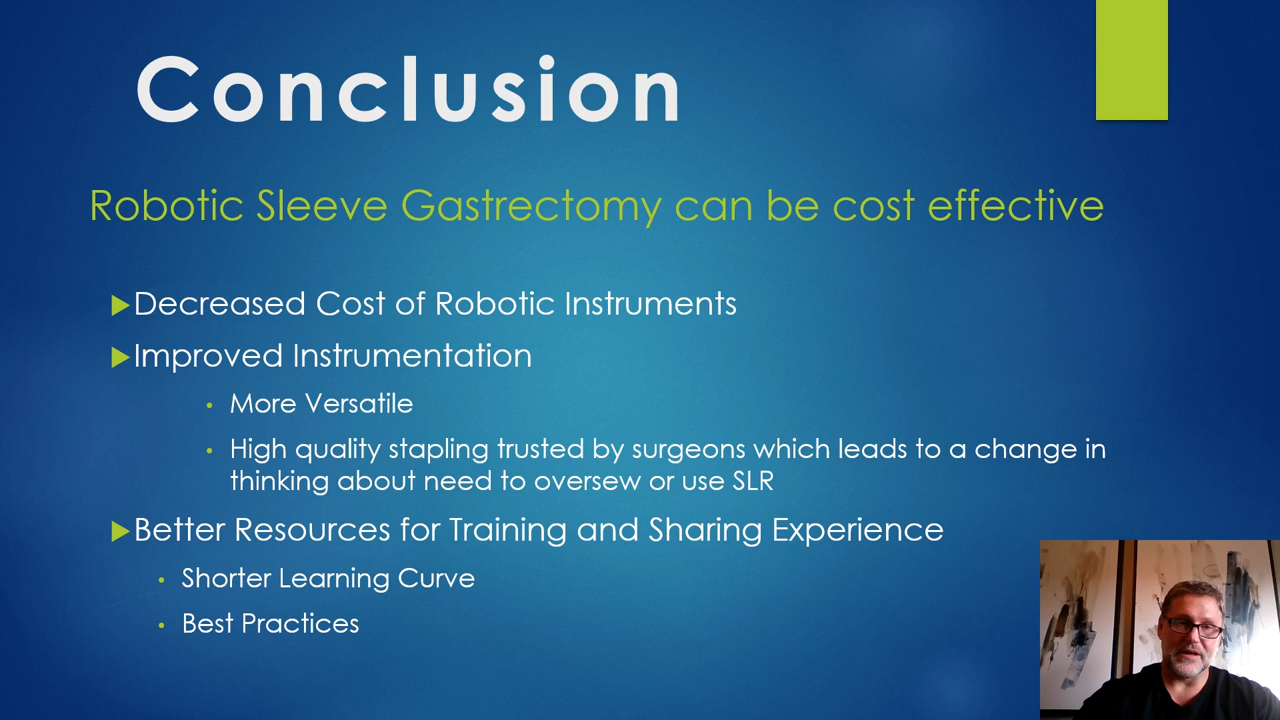 Conclusion
Robotic Sleeve Gastrectomy can be cost effective
Decreased Cost of Robotic Instruments
Improved Instrumentation
More Versatile
High quality stapling trusted by surgeons which leads to a change in
thinking about need to oversew or use SLR
Better Resources for Training and Sharing Experience
Shorter Learning Curve
Best Practices